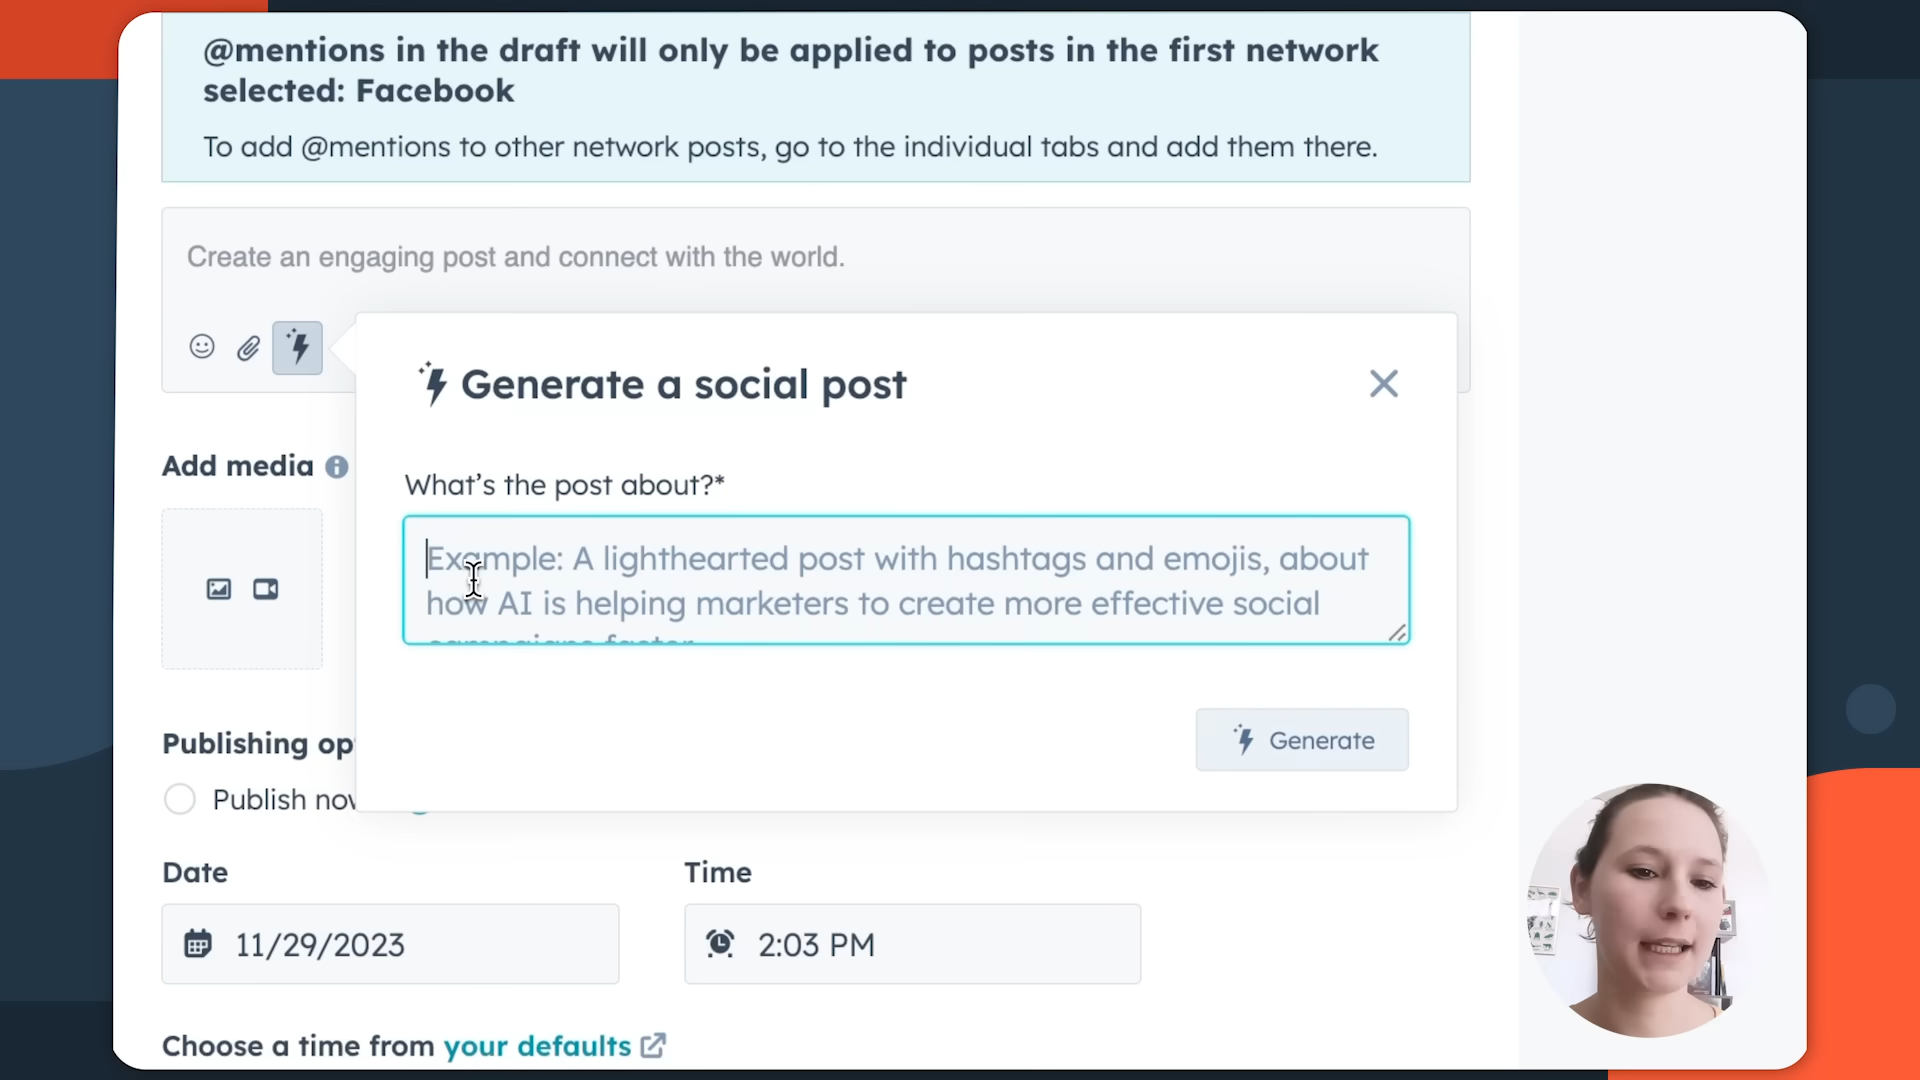 @mentions in the draft will only be applied to posts in the first network
selected: Facebook
To add @mentions to other network posts, go to the individual tabs and add them there.
Create an engaging post and connect with the world.
Generate a social post
Add media
What's the post about?*
Example: A lighthearted post with hashtags and emojis, about
how AI is helping marketers to create more effective social
campaigns faster
Generate
Publishing op
Publish now
Date
Time
11/29/2023
2:03 PM
Choose a time from your defaults